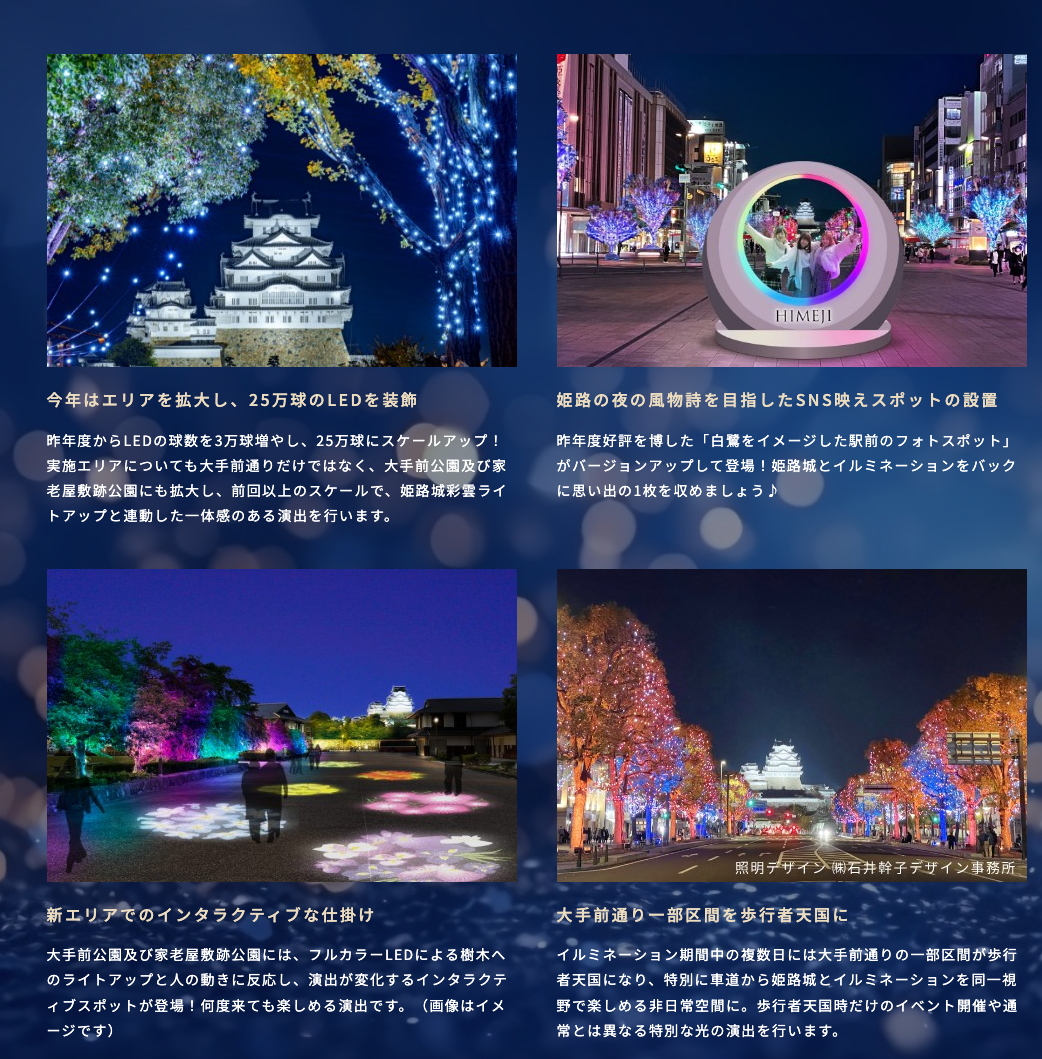 HIMEJI
今年はエリアを拡大し、25万球のLEDを装飾
昨年度からLEDの球数を3万球増やし、25万球にスケールアップ！
実施エリアについても大手前通りだけではなく、大手前公園及び家
老屋敷跡公園にも拡大し、前回以上のスケールで、姫路城彩雲ライ
トアップと連動した一体感のある演出を行います。
姫路の夜の風物詩を目指したSNS映えスポットの設置
昨年度好評を博した「白鷺をイメージした駅前のフォトスポット」
がバージョンアップして登場！姫路城とイルミネーションをバック
に思い出の1枚を収めましょう♪
照明デザイン ㈱石井幹子デザイン事務所
新エリアでのインタラクティブな仕掛け
大手前公園及び家老屋敷跡公園には、フルカラーLEDによる樹木へ
のライトアップと人の動きに反応し、演出が変化するインタラクテ
ィブスポットが登場！何度来ても楽しめる演出です。（画像はイメ
ージです）
大手前通り一部区間を歩行者天国に
イルミネーション期間中の複数日には大手前通りの一部区間が歩行
者天国になり、特別に車道から姫路城とイルミネーションを同一視
野で楽しめる非日常空間に。歩行者天国時だけのイベント開催や通
常とは異なる特別な光の演出を行います。